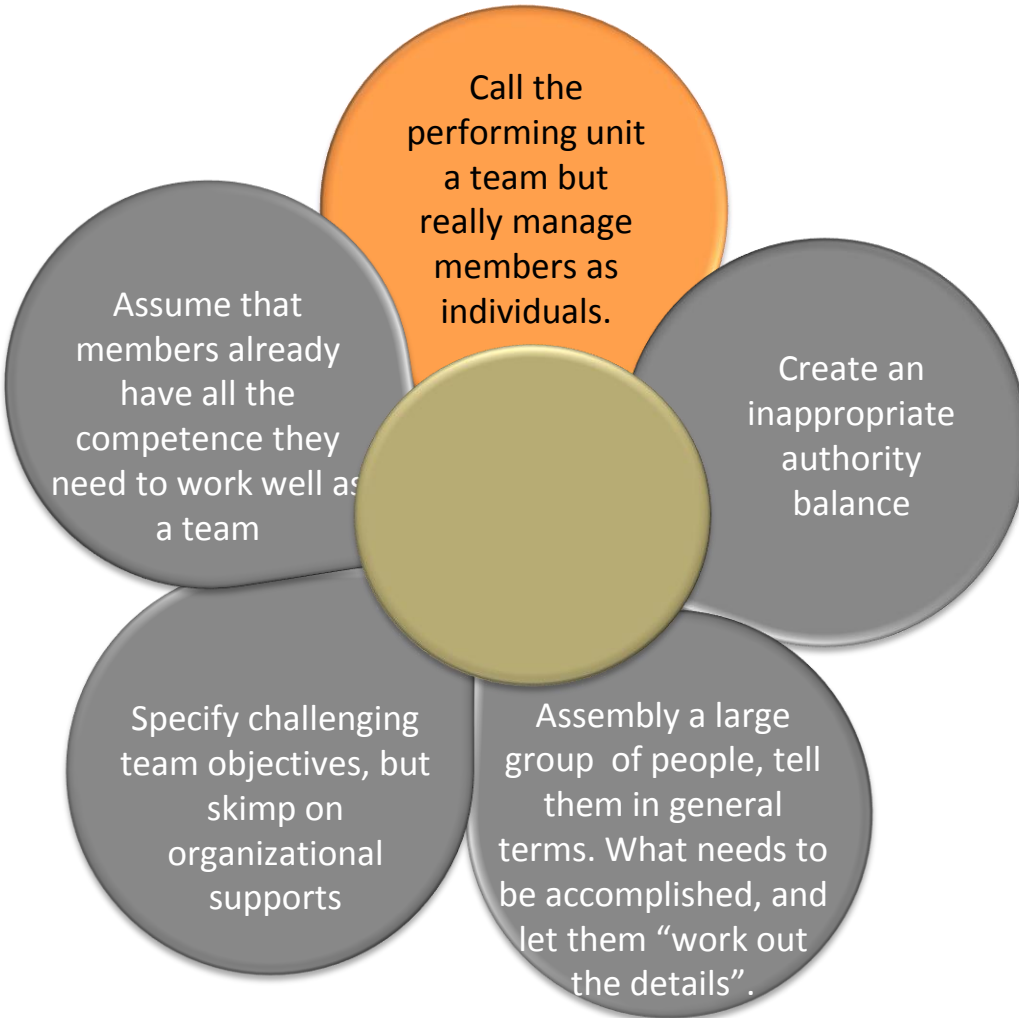 Call the
performing unit
a team but
really manage
members as
individuals.
Create an
inappropriate
authority
balance
Assembly a large
group of people, tell
them in general
terms. What needs to
be accomplished, and
let them “work out
the details”.
Specify challenging
team objectives, but
skimp on
organizational
supports
Assume that
members already
have all the
competence they
need to work well as
a team